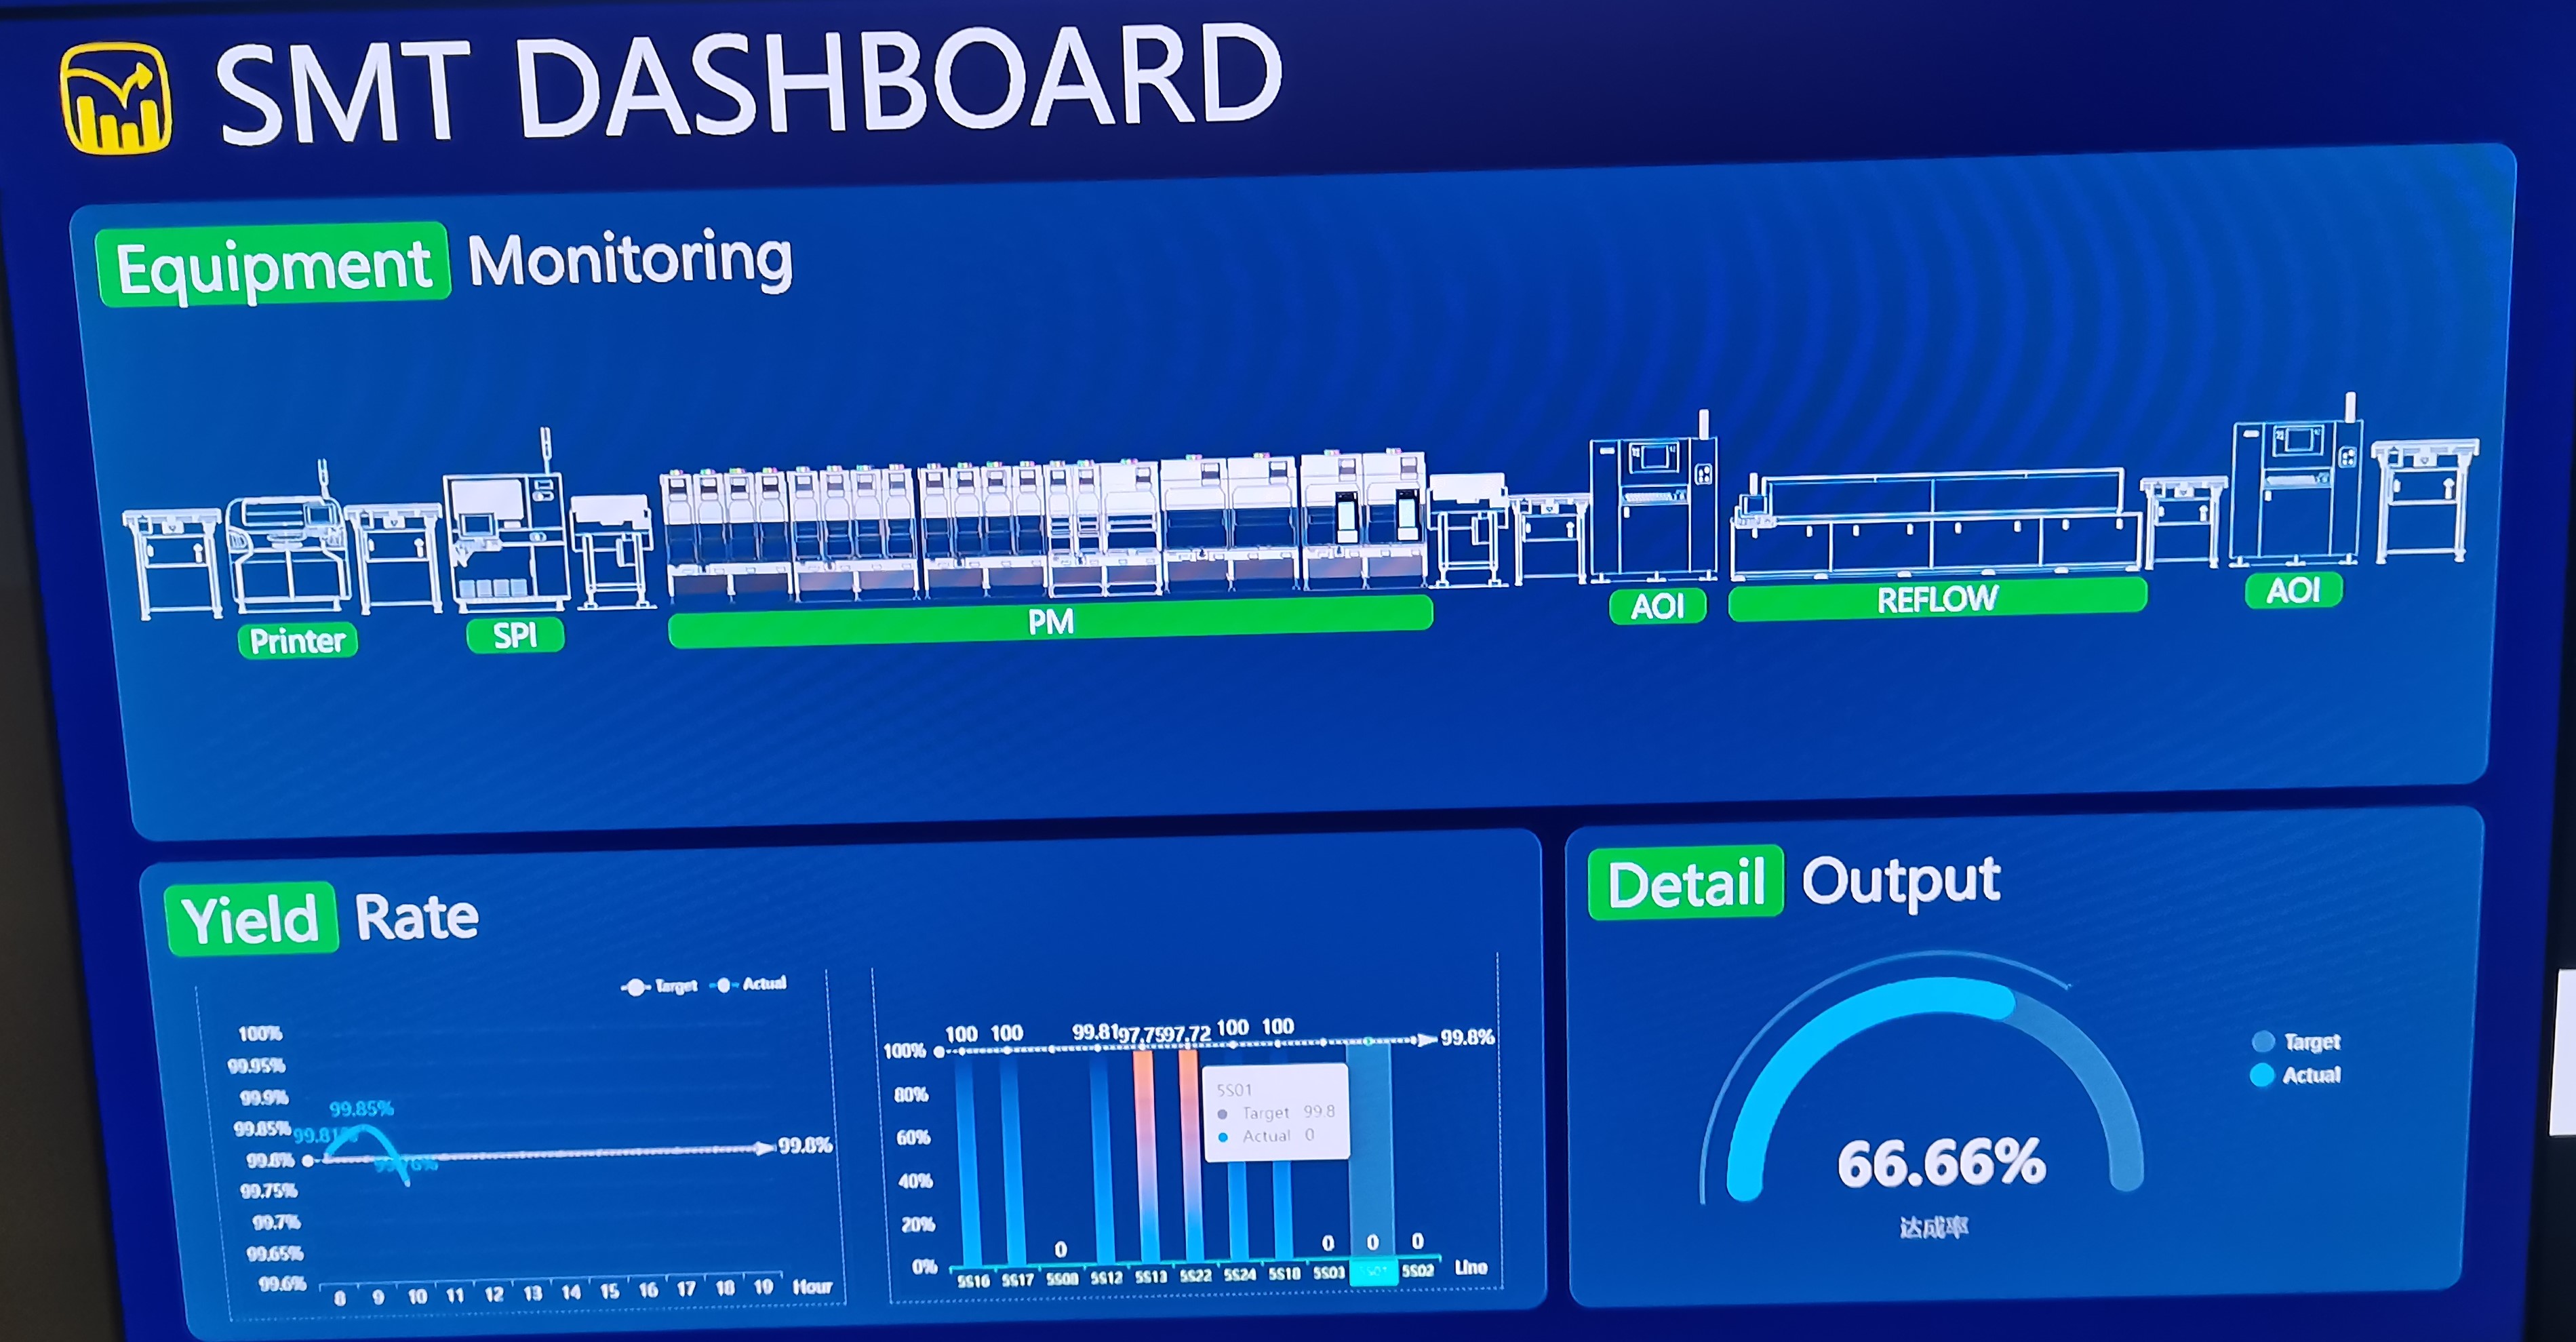 SMT DASHBOARD
Equipment Monitoring
Printer
SPI
PM
AOI
REFLOW
AOI
Yield Rate
Target Actual
100%
99.95%
99.9%
99.85%
99.8%
99.75%
99.7%
99.65%
99.6%
99.85%
99.8%
8 9 10 11 12 13 14 15 16 17 18 19 Hour
100 100 99.81 97.75 97.72 100 100
100%
80%
60%
40%
20%
0%
99.8%
5S01
Target 99.8
Actual 0
0 0 0 0
5S16 5S17 5S08 5S12 5S13 5S22 5S24 5S18 5S03 5S02 Line
Detail Output
Target
Actual
66.66%
达成率